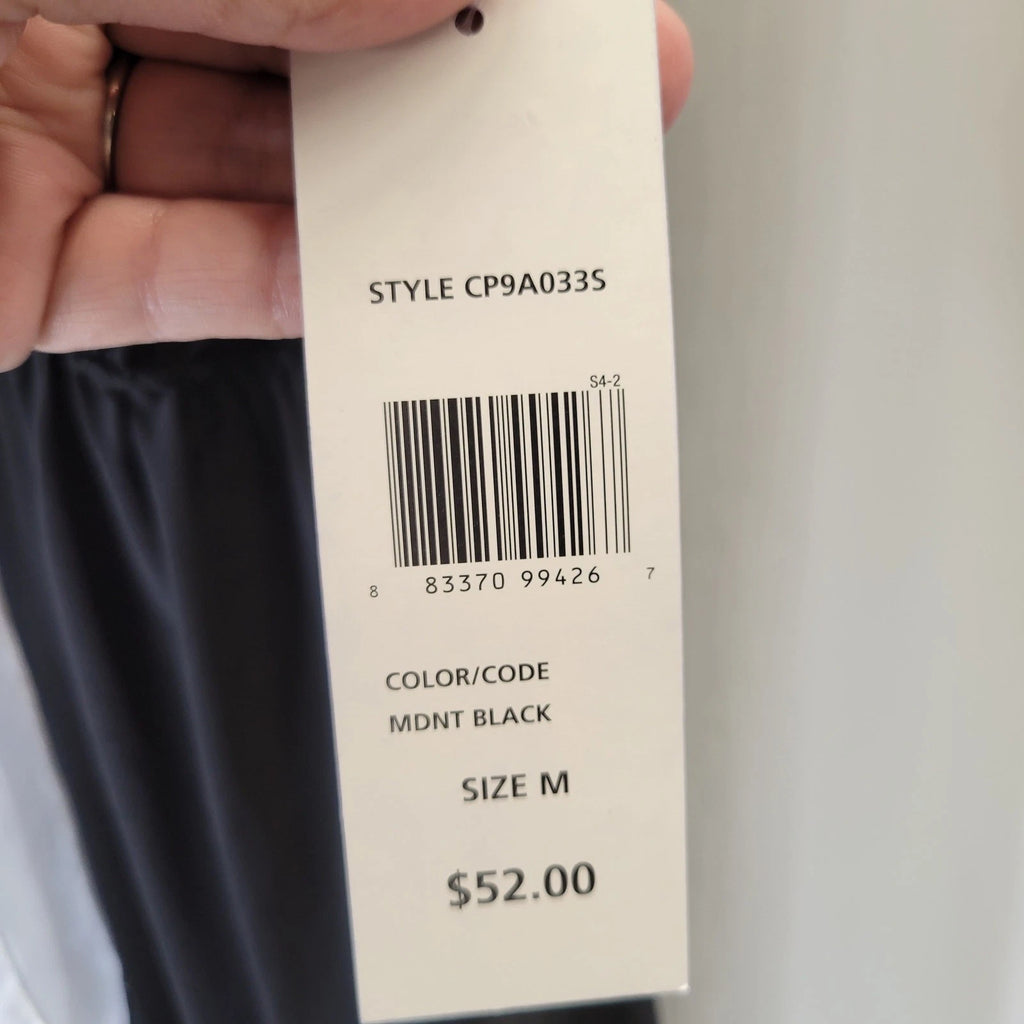 STYLE CP9A033S
S4-2
8 83370 99426 7
COLOR/CODE
MDNT BLACK
SIZE M
$52.00